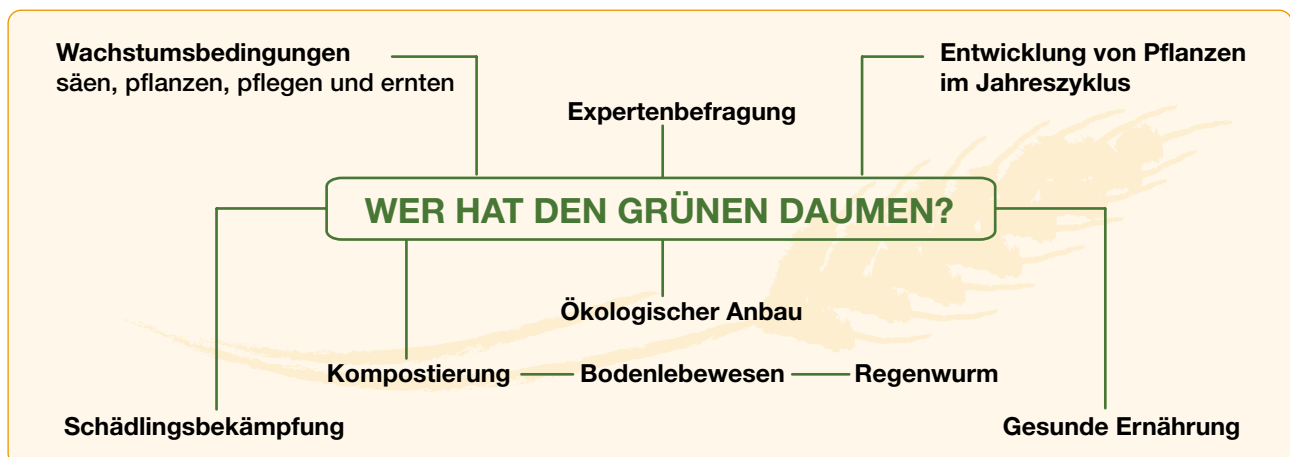 Wachstumsbedingungen
säen, pflanzen, pflegen und ernten
Entwicklung von Pflanzen
im Jahreszyklus
Expertenbefragung
WER HAT DEN GRÜNEN DAUMEN?
Ökologischer Anbau
Kompostierung
Bodenlebewesen
Regenwurm
Schädlingsbekämpfung
Gesunde Ernährung